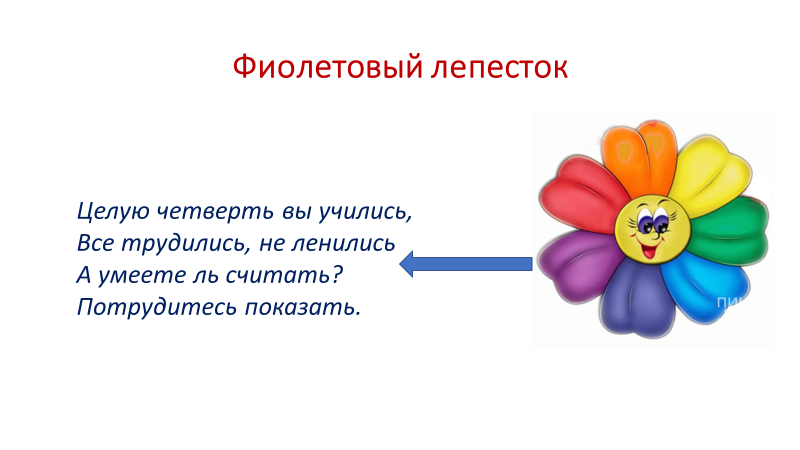 Фиолетовый лепесток
Целую четверть вы учились,
Все трудились, не ленились
А умеете ль считать?
Потрудитесь показать.